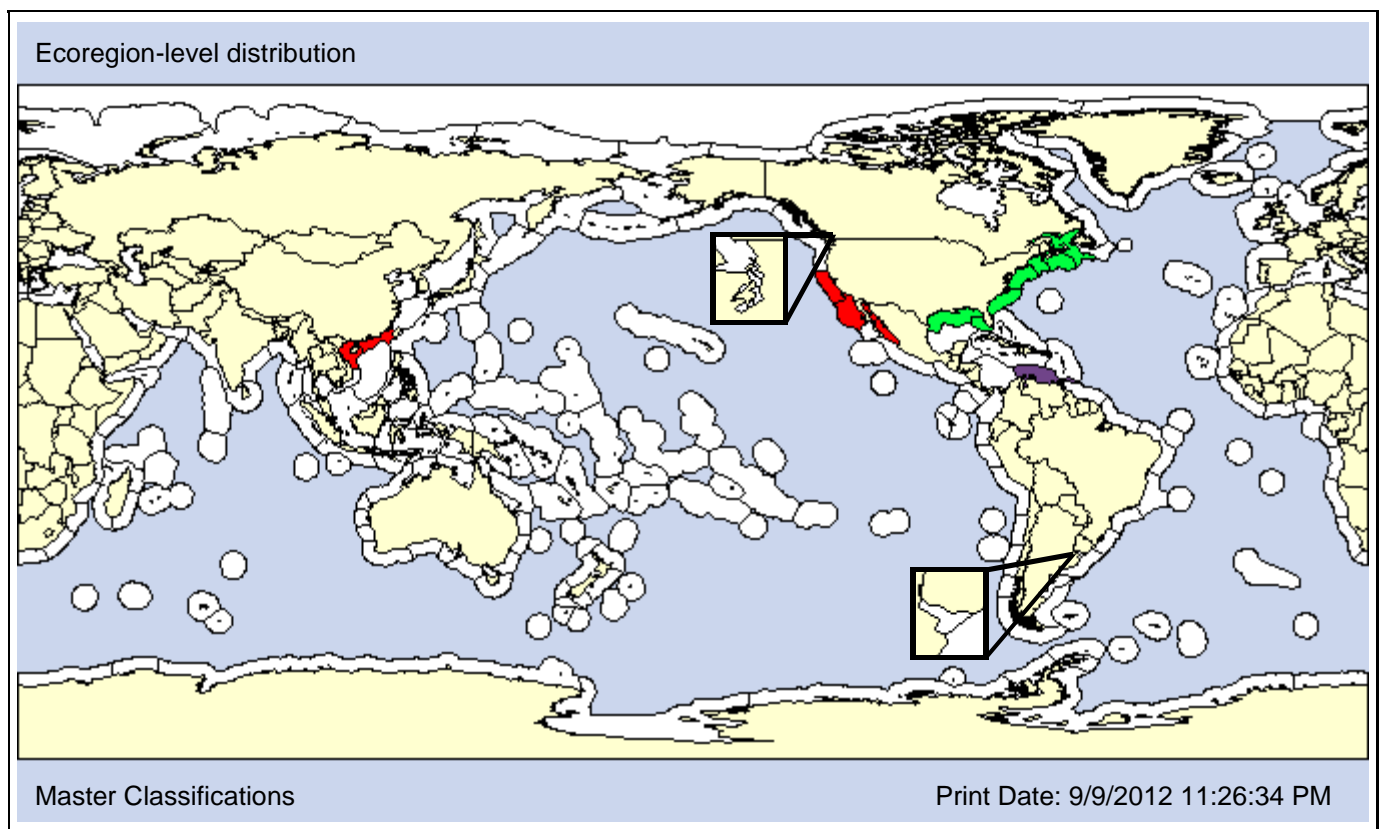 Ecoregion-level distribution
Master Classifications
Print Date: 9/9/2012 11:26:34 PM